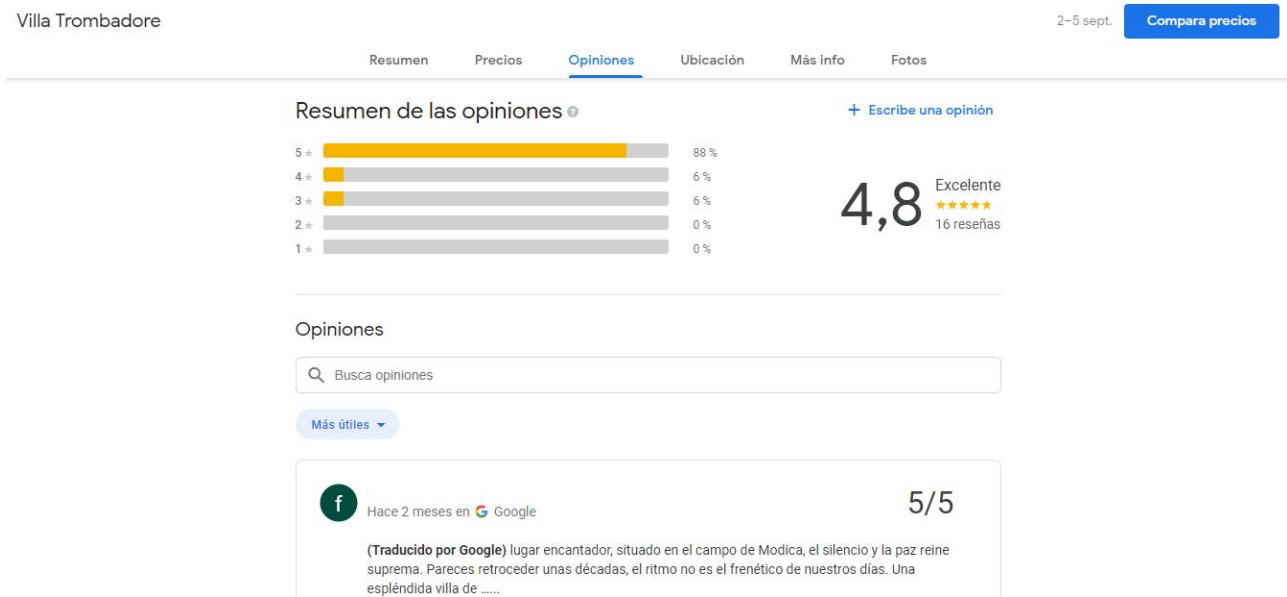 Villa Trombadore
2–5 sept.
Compara precios
Resumen Precios Opiniones Ubicación Más info Fotos
Resumen de las opiniones
+ Escribe una opinión
5 ★ 88 %
4 ★ 6 %
3 ★ 6 %
2 ★ 0 %
1 ★ 0 %
4,8
Excelente
16 reseñas
Opiniones
Busca opiniones
Más útiles
f
Hace 2 meses en G Google
5/5
(Traducido por Google) lugar encantador, situado en el campo de Modica, el silencio y la paz reine
suprema. Pareces retroceder unas décadas, el ritmo no es el frenético de nuestros días. Una
espléndida villa de ......